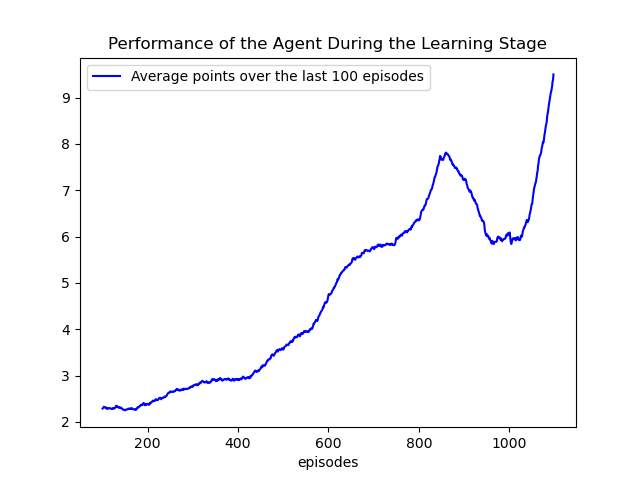 Performance of the Agent During the Learning Stage
Average points over the last 100 episodes
9
8
7
6
5
4
3
2
200 400 600 800 1000
episodes